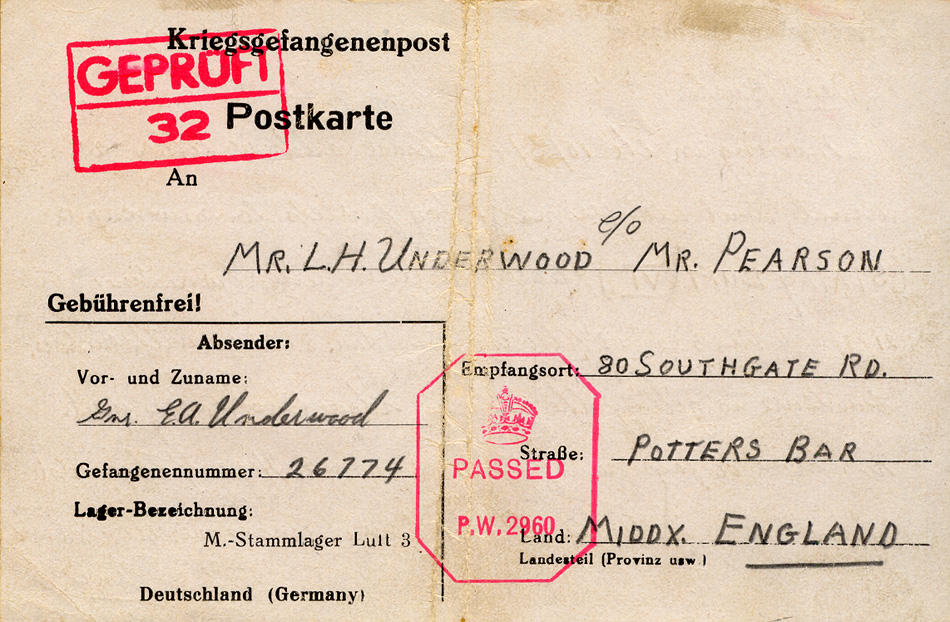 Kriegsgefangenenpost
GEPRÜFT
32
Postkarte
An
c/o
MR. L.H. UNDERWOOD MR. PEARSON
Gebührenfrei!
Absender:
Vor- und Zuname:
Gnr. E.A. Underwood
Gefangenennummer: 26774
Lager-Bezeichnung:
M.-Stammlager Luft 3
Deutschland (Germany)
Empfangsort: 80 SOUTHGATE RD.
Straße: POTTERS BAR
PASSED
P.W. 2960
Land: MIDDX. ENGLAND
Landesteil (Provinz usw.)